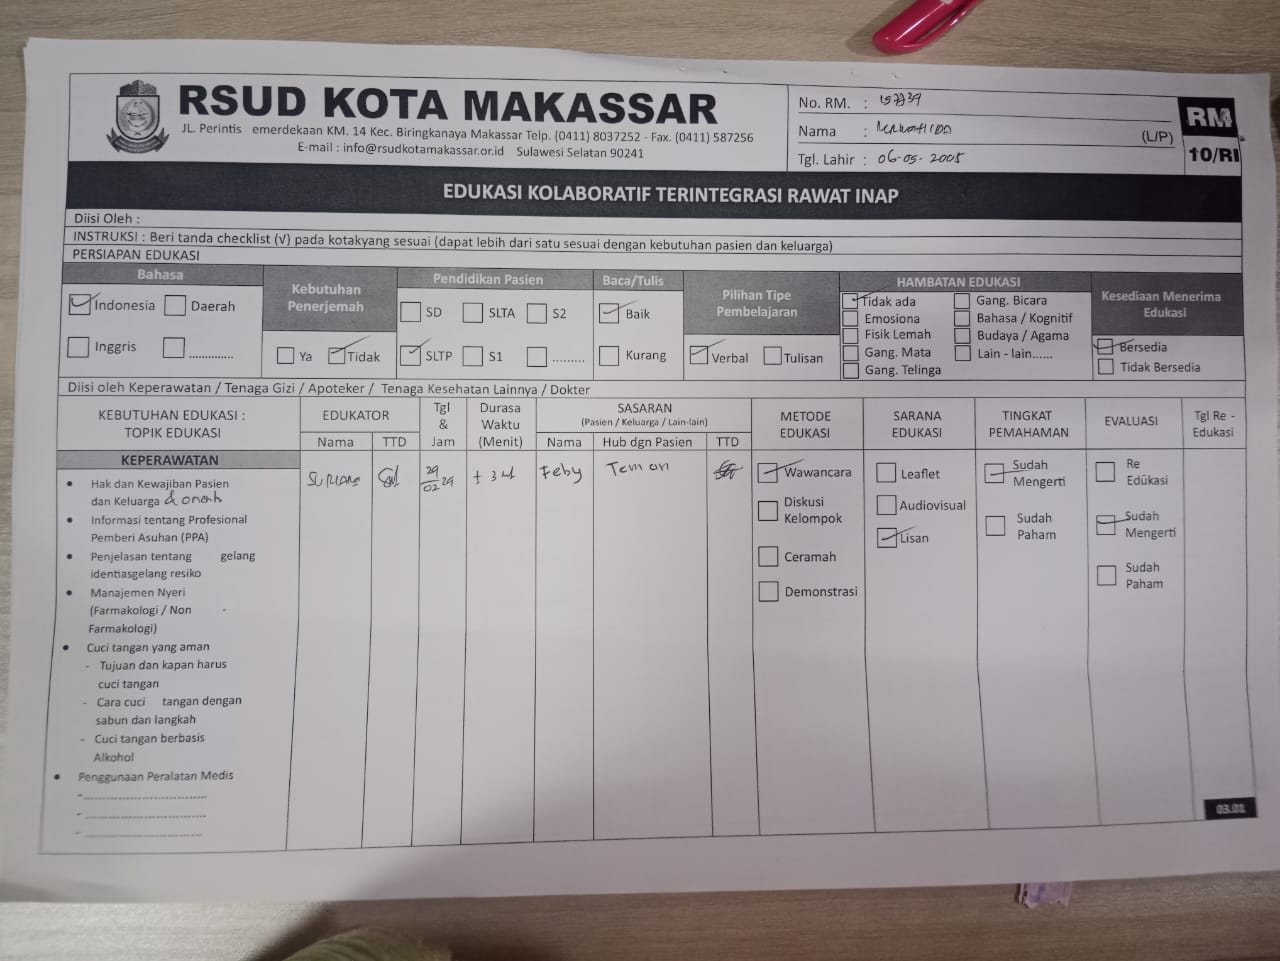 RSUD KOTA MAKASSAR
JL. Perintis emerdekaan KM. 14 Kec. Biringkanaya Makassar Telp. (0411) 8037252 - Fax. (0411) 587256
E-mail : info@rsudkotamakassar.or.id Sulawesi Selatan 90241
No. RM. :
Nama :
(L/P)
Tgl. Lahir : 06-05-2005
RM
10/RI
EDUKASI KOLABORATIF TERINTEGRASI RAWAT INAP
Diisi Oleh :
INSTRUKSI : Beri tanda checklist (√) pada kotakyang sesuai (dapat lebih dari satu sesuai dengan kebutuhan pasien dan keluarga)
PERSIAPAN EDUKASI
Bahasa
Indonesia Daerah
Inggris ..............
Kebutuhan
Penerjemah
Ya Tidak
Pendidikan Pasien
SD SLTA S2
SLTP S1 .........
Baca/Tulis
Baik
Kurang
Pilihan Tipe
Pembelajaran
Verbal Tulisan
HAMBATAN EDUKASI
Tidak ada Gang. Bicara
Emosiona Bahasa / Kognitif
Fisik Lemah Budaya / Agama
Gang. Mata Lain - lain......
Gang. Telinga
Kesediaan Menerima
Edukasi
Bersedia
Tidak Bersedia
Diisi oleh Keperawatan / Tenaga Gizi / Apoteker / Tenaga Kesehatan Lainnya / Dokter
KEBUTUHAN EDUKASI :
TOPIK EDUKASI
EDUKATOR
Nama TTD
Tgl
&
Jam
Durasa
Waktu
(Menit)
SASARAN
(Pasien / Keluarga / Lain-lain)
Nama Hub dgn Pasien TTD
METODE
EDUKASI
SARANA
EDUKASI
TINGKAT
PEMAHAMAN
EVALUASI
Tgl Re -
Edukasi
KEPERAWATAN
• Hak dan Kewajiban Pasien
dan Keluarga
• Informasi tentang Profesional
Pemberi Asuhan (PPA)
• Penjelasan tentang gelang
identiasgelang resiko
• Manajemen Nyeri
(Farmakologi / Non -
Farmakologi)
• Cuci tangan yang aman
- Tujuan dan kapan harus
cuci tangan
- Cara cuci tangan dengan
sabun dan langkah
- Cuci tangan berbasis
Alkohol
• Penggunaan Peralatan Medis
-...............................
-...............................
-...............................
29
02 24
Feby
Teman
Wawancara
Diskusi
Kelompok
Ceramah
Demonstrasi
Leaflet
Audiovisual
Lisan
Sudah
Mengerti
Sudah
Paham
Re
Edukasi
Sudah
Mengerti
Sudah
Paham
03.01